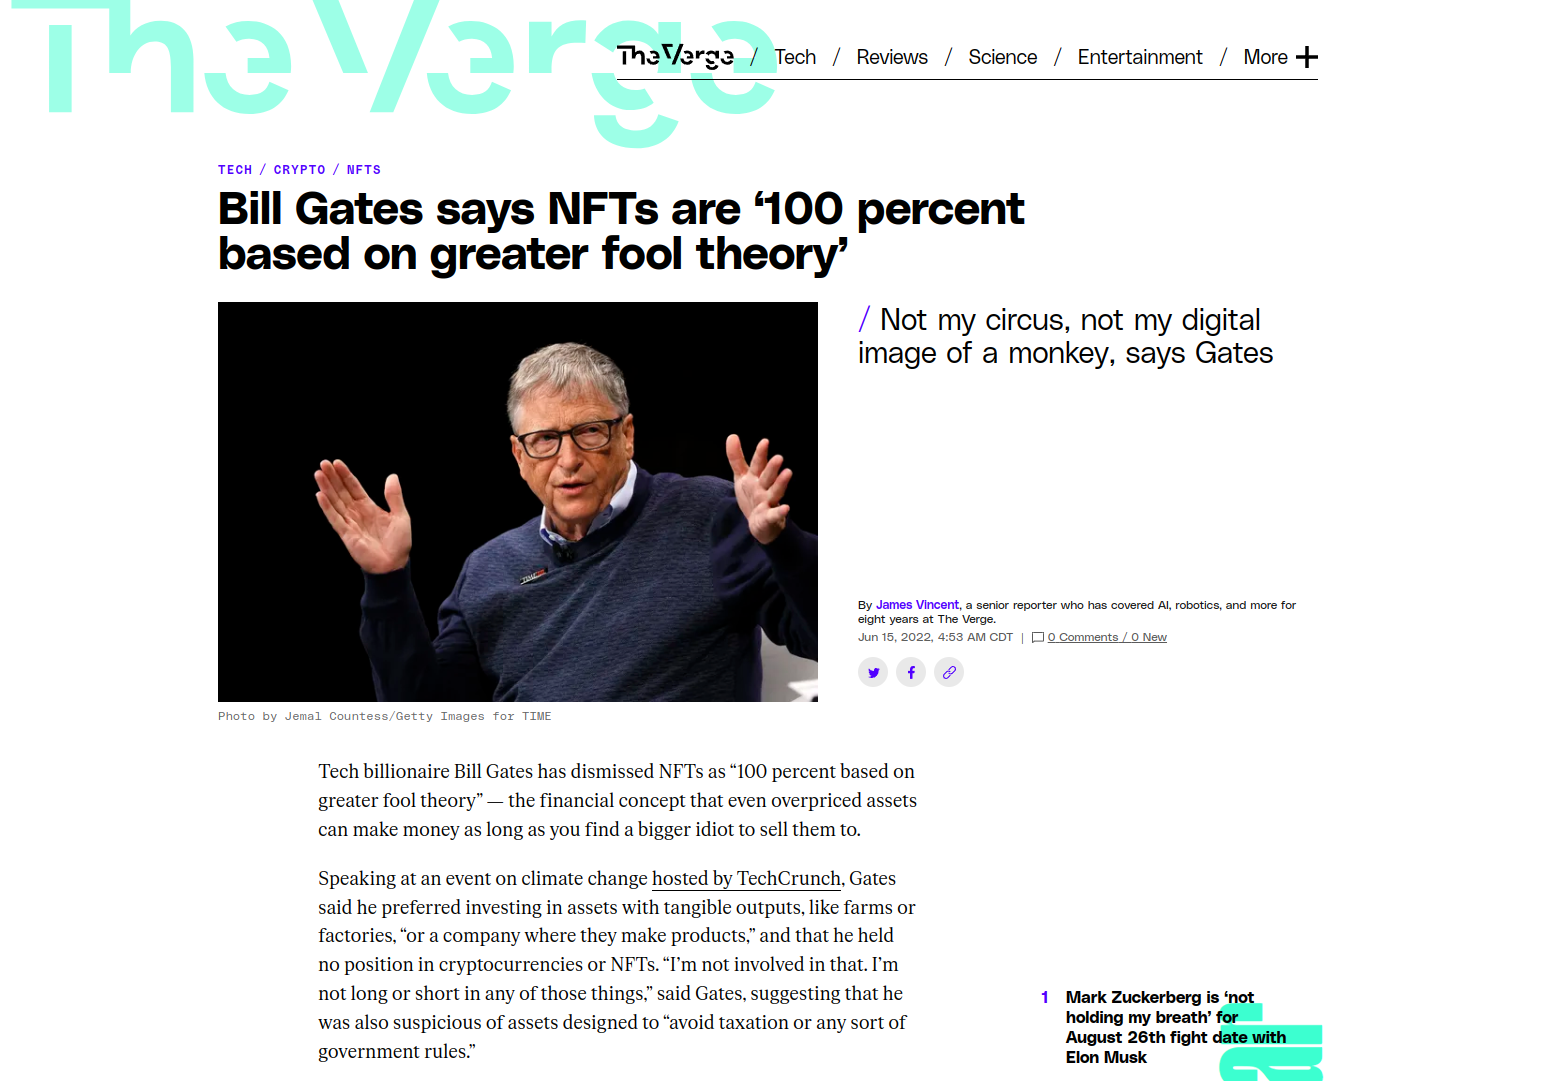 The Verge
The Verge / Tech / Reviews / Science / Entertainment / More
TECH / CRYPTO / NFTS
Bill Gates says NFTs are ‘100 percent
based on greater fool theory’
/ Not my circus, not my digital
image of a monkey, says Gates
By James Vincent, a senior reporter who has covered AI, robotics, and more for
eight years at The Verge.
Jun 15, 2022, 4:53 AM CDT | 0 Comments / 0 New
Photo by Jemal Countess/Getty Images for TIME
Tech billionaire Bill Gates has dismissed NFTs as “100 percent based on
greater fool theory” — the financial concept that even overpriced assets
can make money as long as you find a bigger idiot to sell them to.
Speaking at an event on climate change hosted by TechCrunch, Gates
said he preferred investing in assets with tangible outputs, like farms or
factories, “or a company where they make products,” and that he held
no position in cryptocurrencies or NFTs. “I’m not involved in that. I’m
not long or short in any of those things,” said Gates, suggesting that he
was also suspicious of assets designed to “avoid taxation or any sort of
government rules.”
1 Mark Zuckerberg is ‘not
holding my breath’ for
August 26th fight date with
Elon Musk